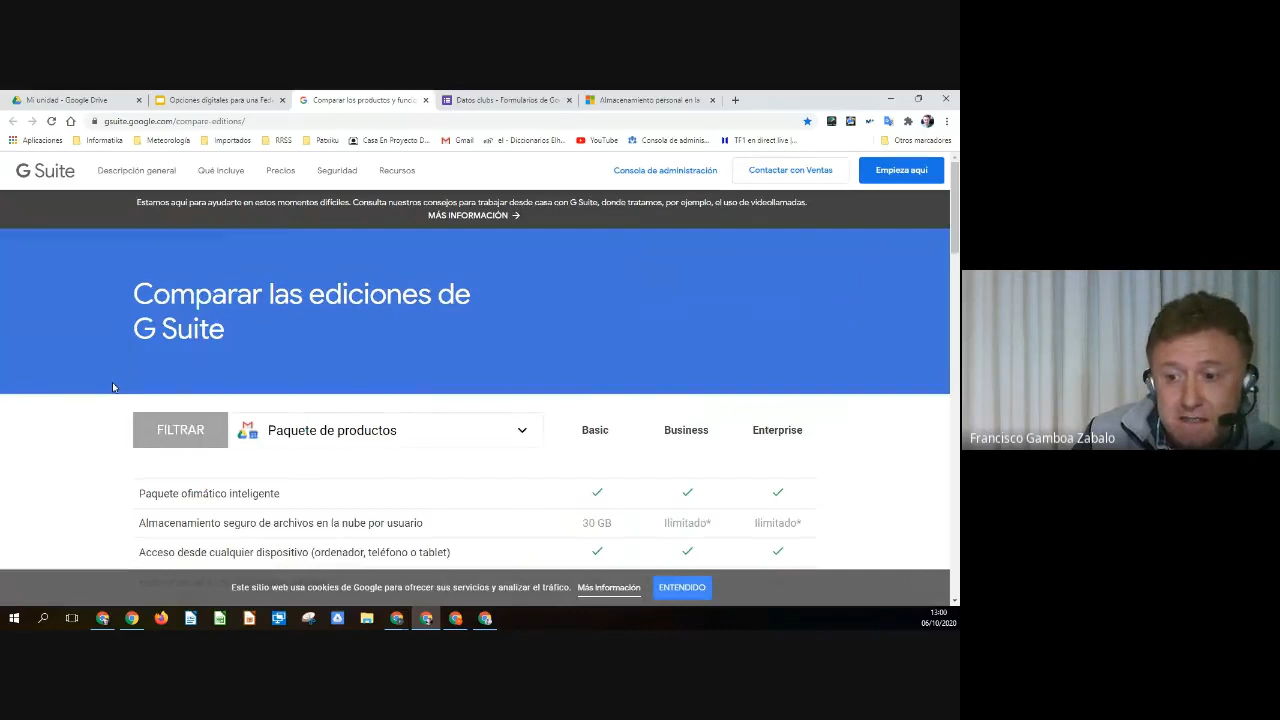 Mi unidad - Google Drive
Opciones digitales para una Fede
Comparar los productos y funcio
Datos clubs - Formularios de Go
Almacenamiento personal en la
gsuite.google.com/compare-editions/
Aplicaciones
Informatica
Meteorología
Importados
RRSS
Patxiku
Casa En Proyecto D...
Gmail
el - Diccionarios Elh...
YouTube
Consola de adminis...
TF1 en direct live |...
Otros marcadores
G Suite
Descripción general
Qué incluye
Precios
Seguridad
Recursos
Consola de administración
Contactar con Ventas
Empieza aquí
Estamos aquí para ayudarte en estos momentos difíciles. Consulta nuestros consejos para trabajar desde casa con G Suite, donde tratamos, por ejemplo, el uso de videollamadas.
MÁS INFORMACIÓN →
Comparar las ediciones de
G Suite
FILTRAR
Paquete de productos
Basic
Business
Enterprise
Paquete ofimático inteligente
Almacenamiento seguro de archivos en la nube por usuario
30 GB
Ilimitado*
Ilimitado*
Acceso desde cualquier dispositivo (ordenador, teléfono o tablet)
Este sitio web usa cookies de Google para ofrecer sus servicios y analizar el tráfico.
Más información
ENTENDIDO
13:00
06/10/2020
Francisco Gamboa Zabalo